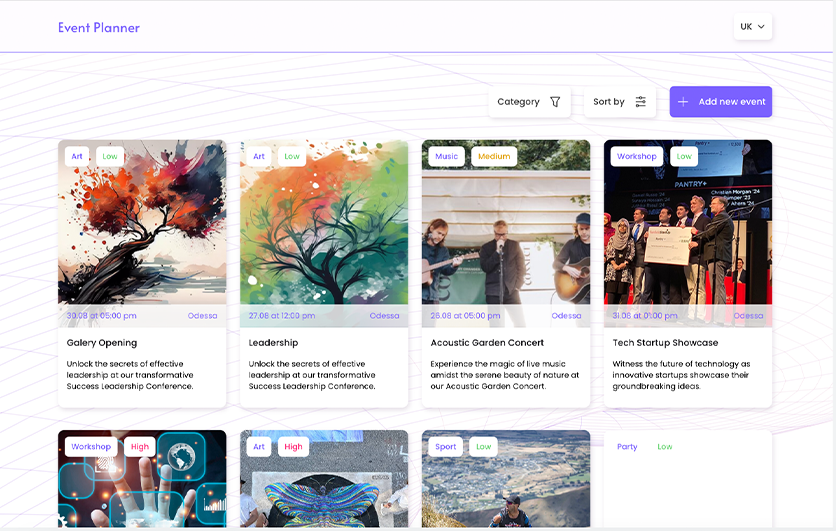 Event Planner
UK
Category
Sort by
Add new event
Art
Low
Art
Low
Music
Medium
Workshop
Low
PANTRY+
Christian Morgan '24
30.08 at 05:00 pm
Odessa
27.08 at 12:00 pm
Odessa
28.08 at 05:00 pm
Odessa
31.08 at 01:00 pm
Odessa
Galery Opening
Leadership
Acoustic Garden Concert
Tech Startup Showcase
Unlock the secrets of effective
leadership at our transformative
Success Leadership Conference.
Unlock the secrets of effective
leadership at our transformative
Success Leadership Conference.
Experience the magic of live music
amidst the serene beauty of nature at
our Acoustic Garden Concert.
Witness the future of technology as
innovative startups showcase their
groundbreaking ideas.
Workshop
High
Art
High
Sport
Low
Party
Low